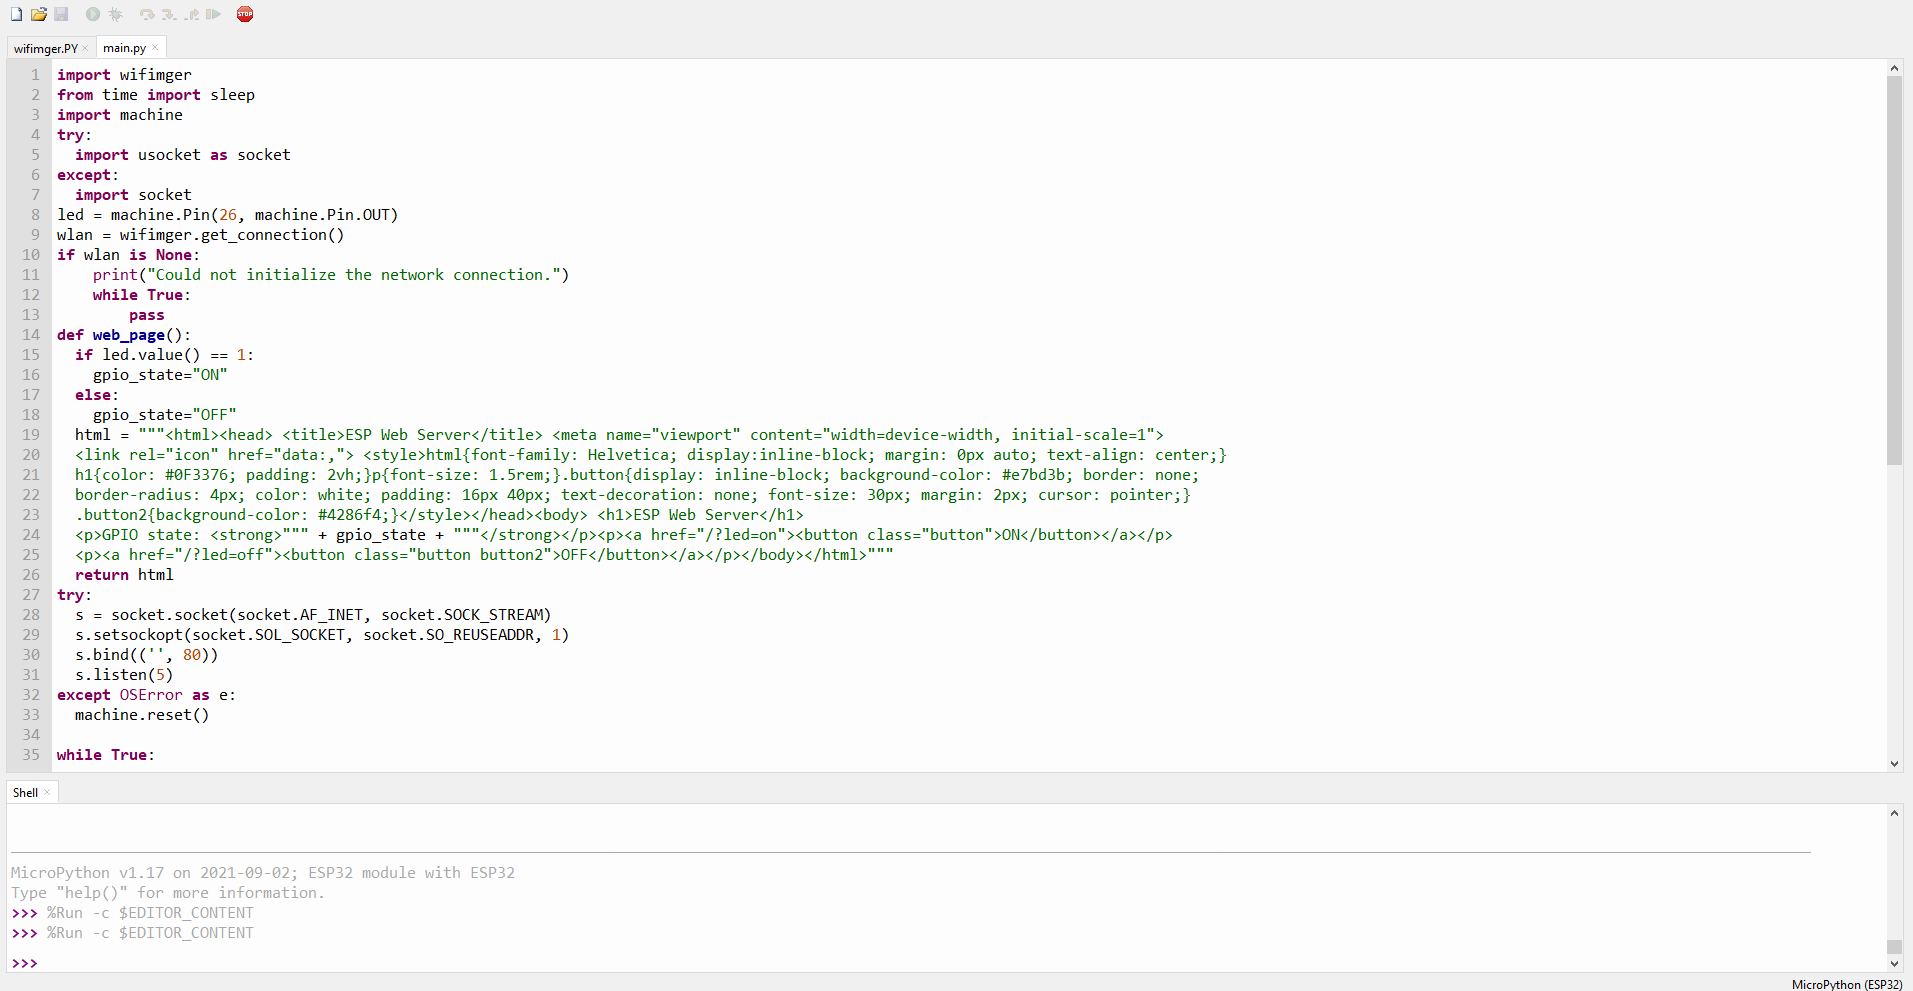 STOP
wifimger.PY × main.py ×
1 import wifimger
2 from time import sleep
3 import machine
4 try:
5   import usocket as socket
6 except:
7   import socket
8 led = machine.Pin(26, machine.Pin.OUT)
9 wlan = wifimger.get_connection()
10 if wlan is None:
11     print("Could not initialize the network connection.")
12     while True:
13         pass
14 def web_page():
15   if led.value() == 1:
16     gpio_state="ON"
17   else:
18     gpio_state="OFF"
19   html = """<html><head> <title>ESP Web Server</title> <meta name="viewport" content="width=device-width, initial-scale=1">
20   <link rel="icon" href="data:,"> <style>html{font-family: Helvetica; display:inline-block; margin: 0px auto; text-align: center;}
21   h1{color: #0F3376; padding: 2vh;}p{font-size: 1.5rem;}.button{display: inline-block; background-color: #e7bd3b; border: none;
22   border-radius: 4px; color: white; padding: 16px 40px; text-decoration: none; font-size: 30px; margin: 2px; cursor: pointer;}
23   .button2{background-color: #4286f4;}</style></head><body> <h1>ESP Web Server</h1>
24   <p>GPIO state: <strong>""" + gpio_state + """</strong></p><p><a href="/?led=on"><button class="button">ON</button></a></p>
25   <p><a href="/?led=off"><button class="button button2">OFF</button></a></p></body></html>"""
26   return html
27 try:
28   s = socket.socket(socket.AF_INET, socket.SOCK_STREAM)
29   s.setsockopt(socket.SOL_SOCKET, socket.SO_REUSEADDR, 1)
30   s.bind(('', 80))
31   s.listen(5)
32 except OSError as e:
33   machine.reset()
34
35 while True:
Shell ×
MicroPython v1.17 on 2021-09-02; ESP32 module with ESP32
Type "help()" for more information.
>>> %Run -c $EDITOR_CONTENT
>>> %Run -c $EDITOR_CONTENT
>>>
MicroPython (ESP32)